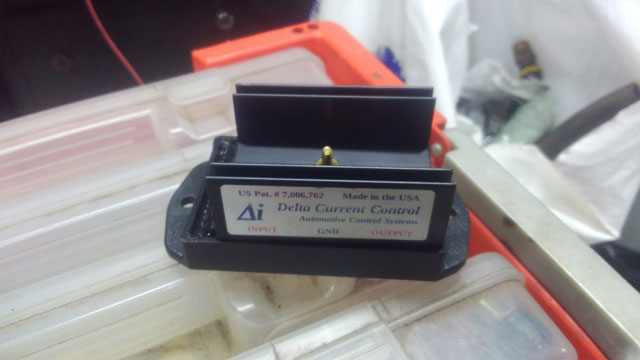 US Pat. # 7,006,762 Made in the USA
Δi Delta Current Control
Automotive Control Systems
INPUT GND OUTPUT